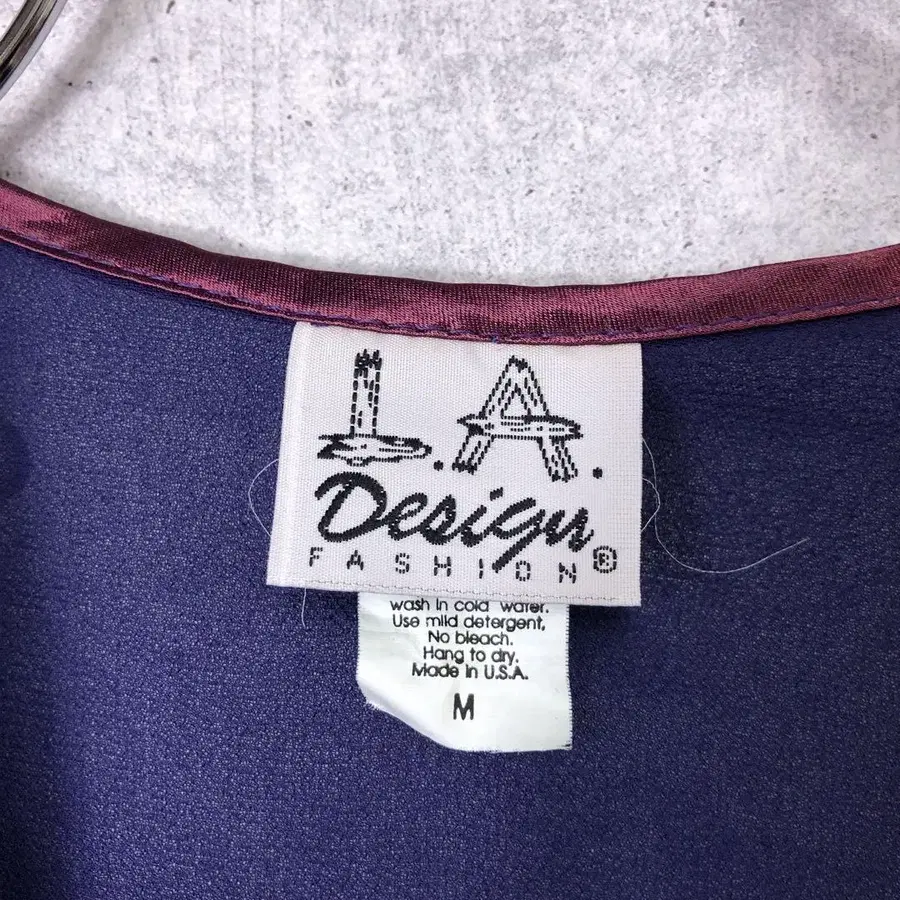 L.A.
Design
FASHION®
wash in cold water.
Use mild detergent,
No bleach.
Hang to dry.
Made in U.S.A.
M